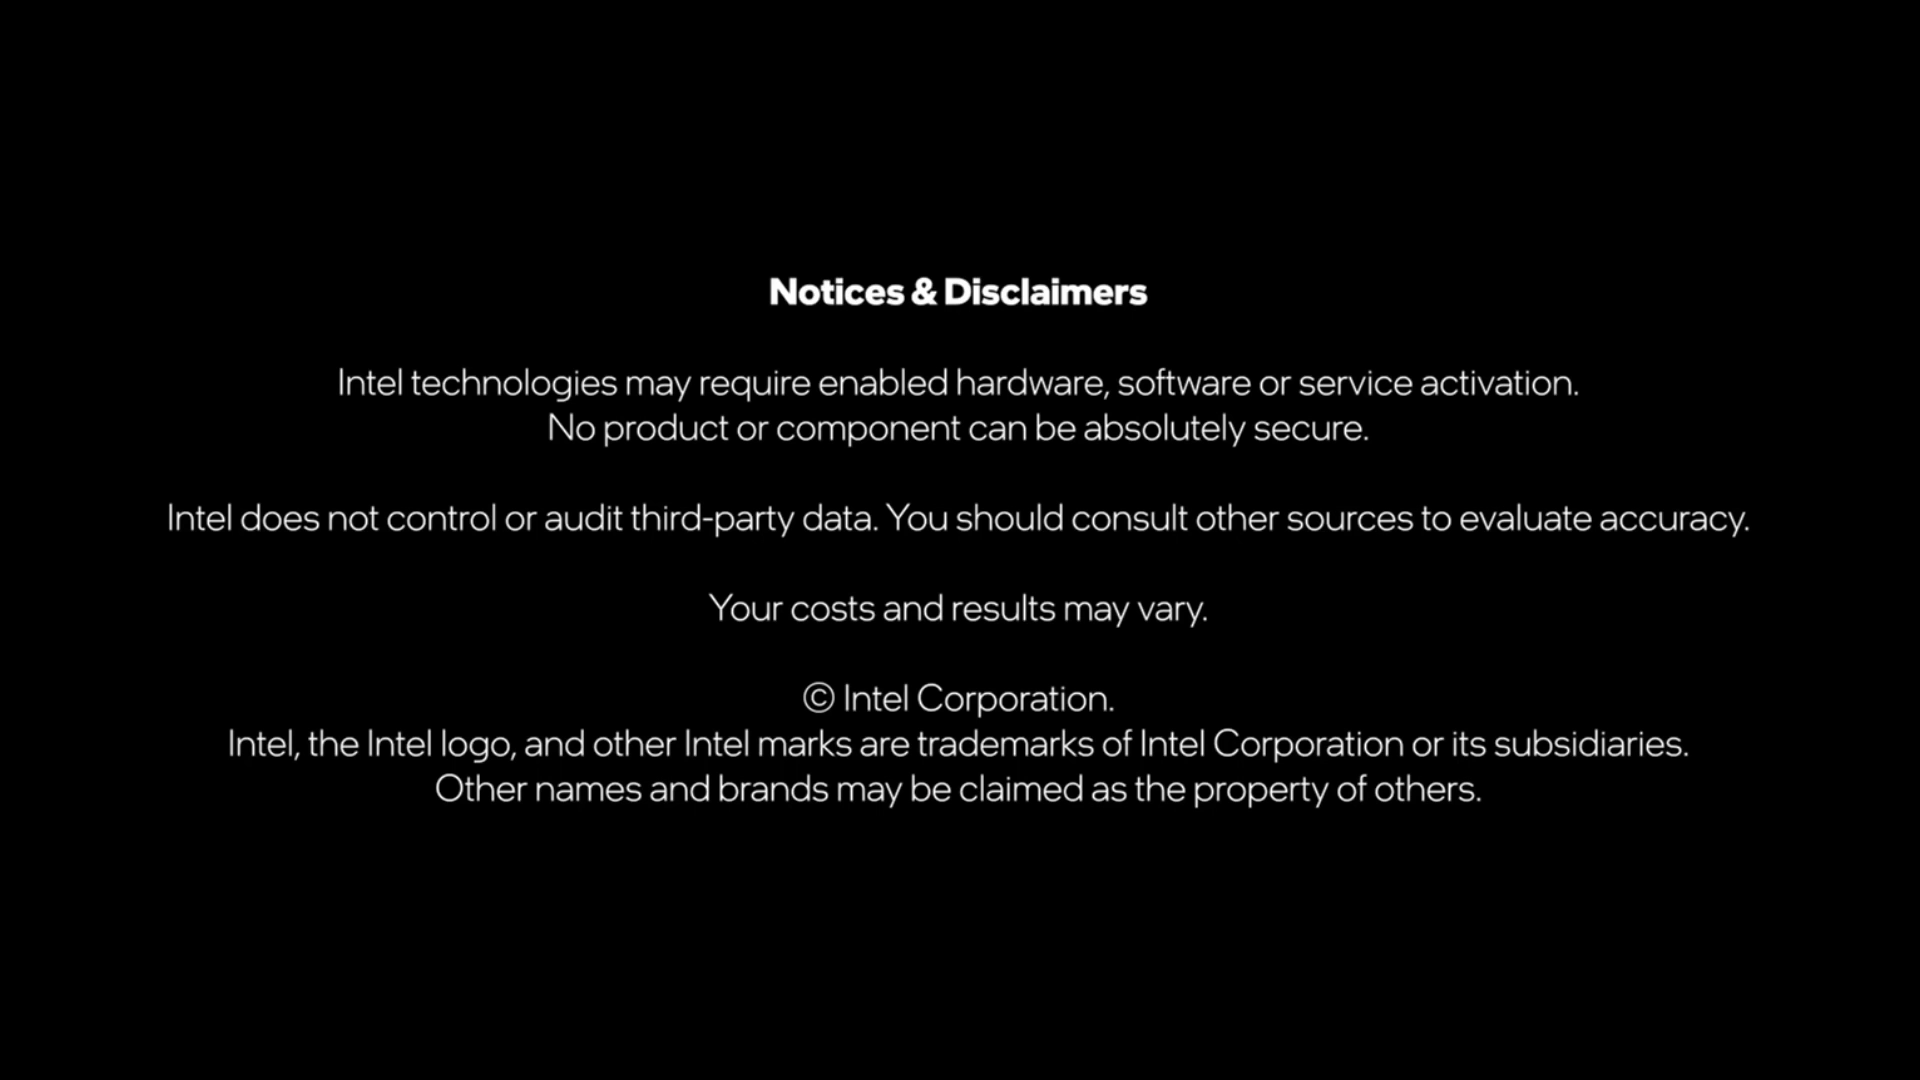 Notices & Disclaimers
Intel technologies may require enabled hardware, software or service activation.
No product or component can be absolutely secure.
Intel does not control or audit third-party data. You should consult other sources to evaluate accuracy.
Your costs and results may vary.
© Intel Corporation.
Intel, the Intel logo, and other Intel marks are trademarks of Intel Corporation or its subsidiaries.
Other names and brands may be claimed as the property of others.